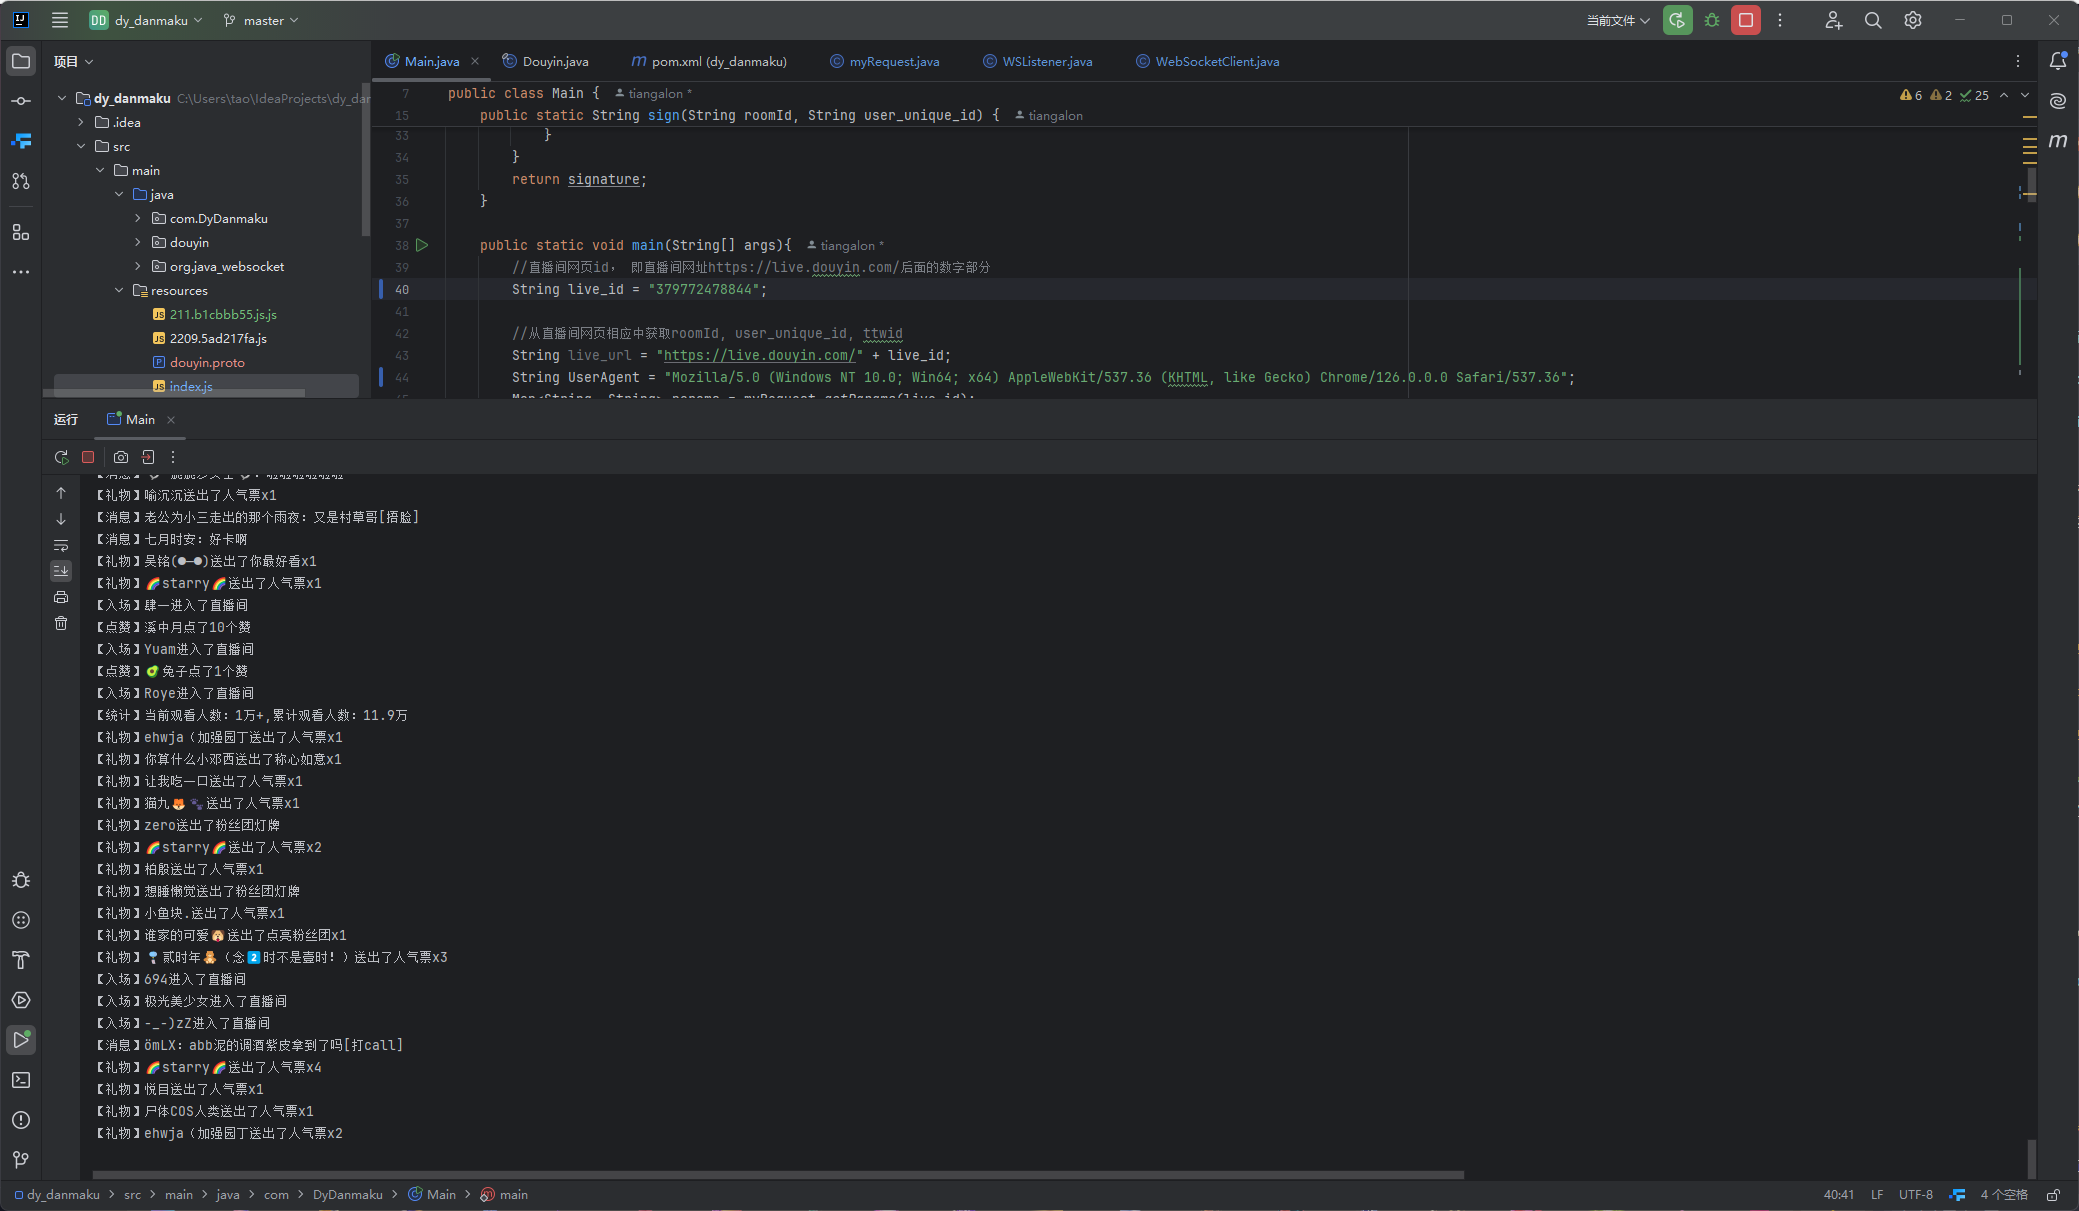 DD dy_danmaku master 当前文件
项目
Main.java Douyin.java pom.xml (dy_danmaku) myRequest.java WSListener.java WebSocketClient.java
dy_danmaku C:\Users\tao\IdeaProjects\dy_dan
.idea
src
main
java
com.DyDanmaku
douyin
org.java_websocket
resources
211.b1cbbb55.js.js
2209.5ad217fa.js
douyin.proto
index.js
6 2 25
7 public class Main { tiangalon *
15 public static String sign(String roomId, String user_unique_id) { tiangalon
33 }
34 }
35 return signature;
36 }
37
38 public static void main(String[] args){ tiangalon *
39 //直播间网页id， 即直播间网址https://live.douyin.com/后面的数字部分
40 String live_id = "379772478844";
41
42 //从直播间网页相应中获取roomId, user_unique_id, ttwid
43 String live_url = "https://live.douyin.com/" + live_id;
44 String UserAgent = "Mozilla/5.0 (Windows NT 10.0; Win64; x64) AppleWebKit/537.36 (KHTML, like Gecko) Chrome/126.0.0.0 Safari/537.36";
运行 Main
【礼物】喻沉沉送出了人气票x1
【消息】老公为小三走出的那个雨夜：又是村草哥[捂脸]
【消息】七月时安：好卡啊
【礼物】吴铭(●—●)送出了你最好看x1
【礼物】🌈starry🌈送出了人气票x1
【入场】肆一进入了直播间
【点赞】溪中月点了10个赞
【入场】Yuam进入了直播间
【点赞】🥑兔子点了1个赞
【入场】Roye进入了直播间
【统计】当前观看人数：1万+,累计观看人数：11.9万
【礼物】ehwja（加强园丁送出了人气票x1
【礼物】你算什么小邓西送出了称心如意x1
【礼物】让我吃一口送出了人气票x1
【礼物】猫九🦊🐾送出了人气票x1
【礼物】zero送出了粉丝团灯牌
【礼物】🌈starry🌈送出了人气票x2
【礼物】柏殷送出了人气票x1
【礼物】想睡懒觉送出了粉丝团灯牌
【礼物】小鱼块.送出了人气票x1
【礼物】谁家的可爱🐶送出了点亮粉丝团x1
【礼物】贰时年🧸（念2️⃣时不是壹时！）送出了人气票x3
【入场】694进入了直播间
【入场】极光美少女进入了直播间
【入场】-_-)zZ进入了直播间
【消息】ömLX：abb泥的调酒紫皮拿到了吗[打call]
【礼物】🌈starry🌈送出了人气票x4
【礼物】悦目送出了人气票x1
【礼物】尸体COS人类送出了人气票x1
【礼物】ehwja（加强园丁送出了人气票x2
dy_danmaku > src > main > java > com > DyDanmaku > Main > main
40:41 LF UTF-8 4 个空格